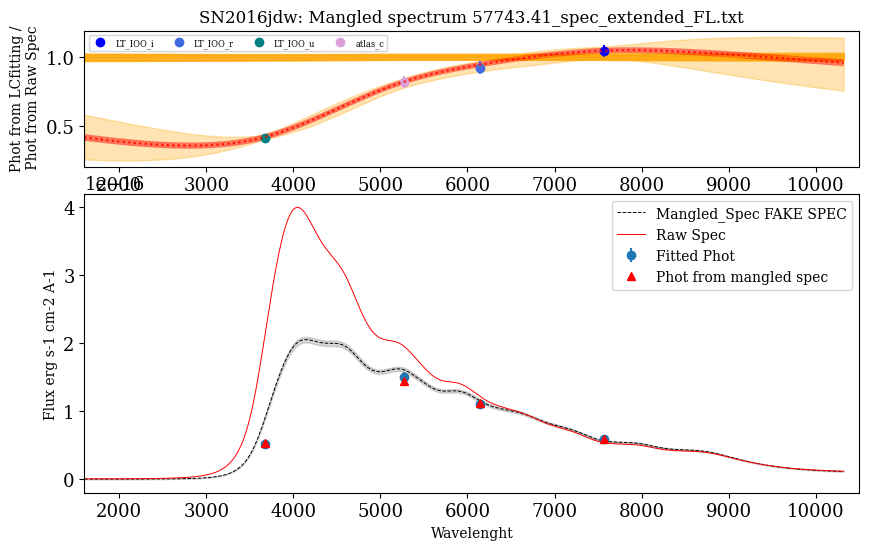 SN2016jdw: Mangled spectrum 57743.41_spec_extended_FL.txt
Phot from LCfitting /
Phot from Raw Spec
LT_IOO_i LT_IOO_r LT_IOO_u atlas_c
1.0
0.5
2000 3000 4000 5000 6000 7000 8000 9000 10000
1e−16
Flux erg s-1 cm-2 A-1
Mangled_Spec FAKE SPEC
Raw Spec
Fitted Phot
Phot from mangled spec
4
3
2
1
0
2000 3000 4000 5000 6000 7000 8000 9000 10000
Wavelenght